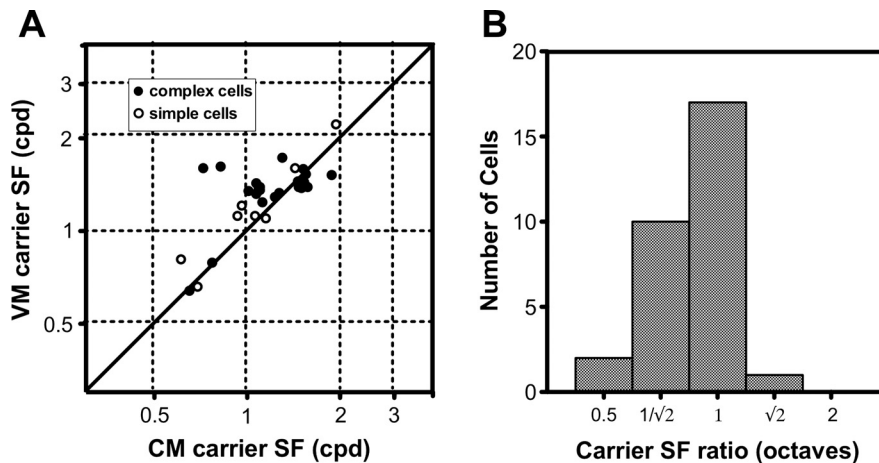 A
VM carrier SF (cpd)
3
2
1
0.5
complex cells
simple cells
0.5
1
2
3
CM carrier SF (cpd)
B
Number of Cells
20
15
10
5
0
0.5
1/√2
1
√2
2
Carrier SF ratio (octaves)